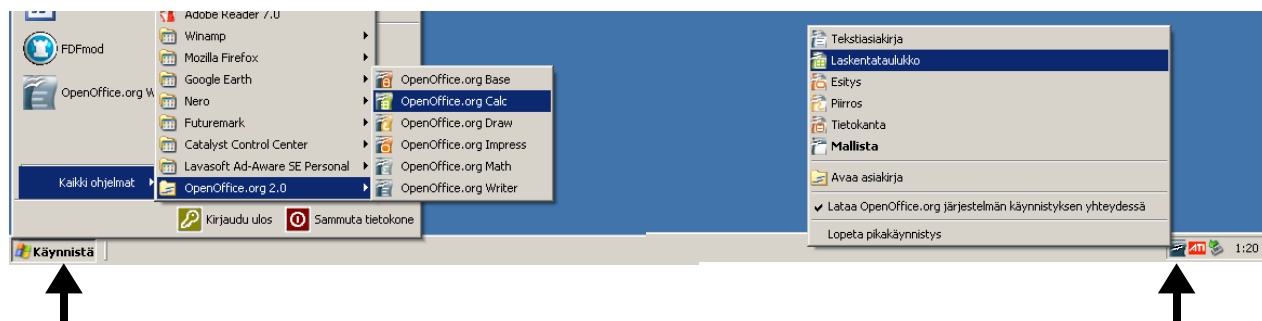 Adobe Reader 7.0
Winamp
Mozilla Firefox
Google Earth
Nero
Futuremark
Catalyst Control Center
Lavasoft Ad-Aware SE Personal
OpenOffice.org 2.0
FDFmod
OpenOffice.org W
Kaikki ohjelmat
Kirjaudu ulos
Sammuta tietokone
Käynnistä
OpenOffice.org Base
OpenOffice.org Calc
OpenOffice.org Draw
OpenOffice.org Impress
OpenOffice.org Math
OpenOffice.org Writer
Tekstiasiakirja
Laskentataulukko
Esitys
Piirros
Tietokanta
Mallista
Avaa asiakirja
Lataa OpenOffice.org järjestelmän käynnistyksen yhteydessä
Lopeta pikakäynnistys
ATI
1:20